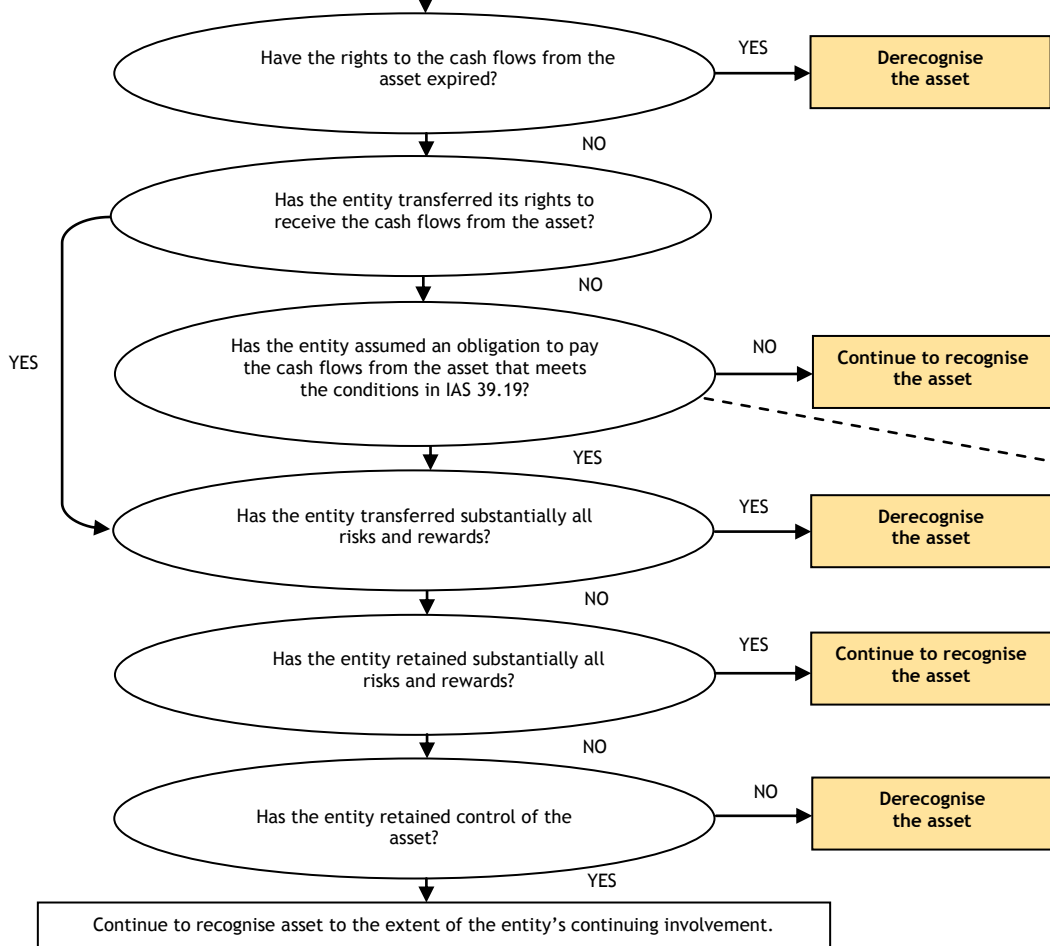 Have the rights to the cash flows from the
asset expired?
YES
Derecognise
the asset
NO
Has the entity transferred its rights to
receive the cash flows from the asset?
NO
YES
Has the entity assumed an obligation to pay
the cash flows from the asset that meets
the conditions in IAS 39.19?
NO
Continue to recognise
the asset
YES
Has the entity transferred substantially all
risks and rewards?
YES
Derecognise
the asset
NO
Has the entity retained substantially all
risks and rewards?
YES
Continue to recognise
the asset
NO
Has the entity retained control of the
asset?
NO
Derecognise
the asset
YES
Continue to recognise asset to the extent of the entity’s continuing involvement.